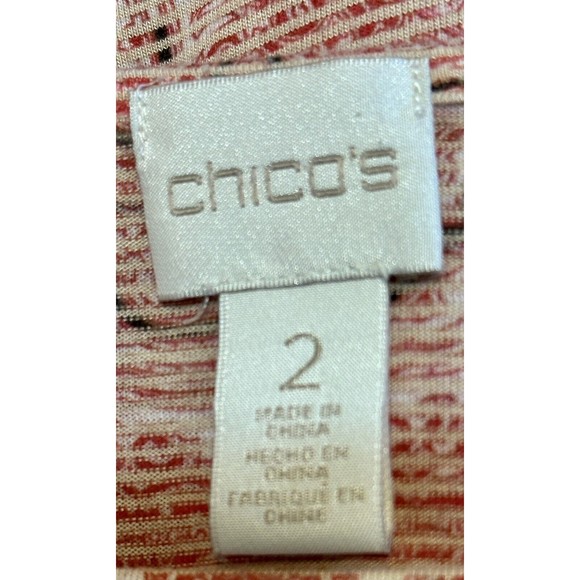 chico's
2
MADE IN
CHINA
HECHO EN
CHINA
FABRIQUÉ EN
CHINE